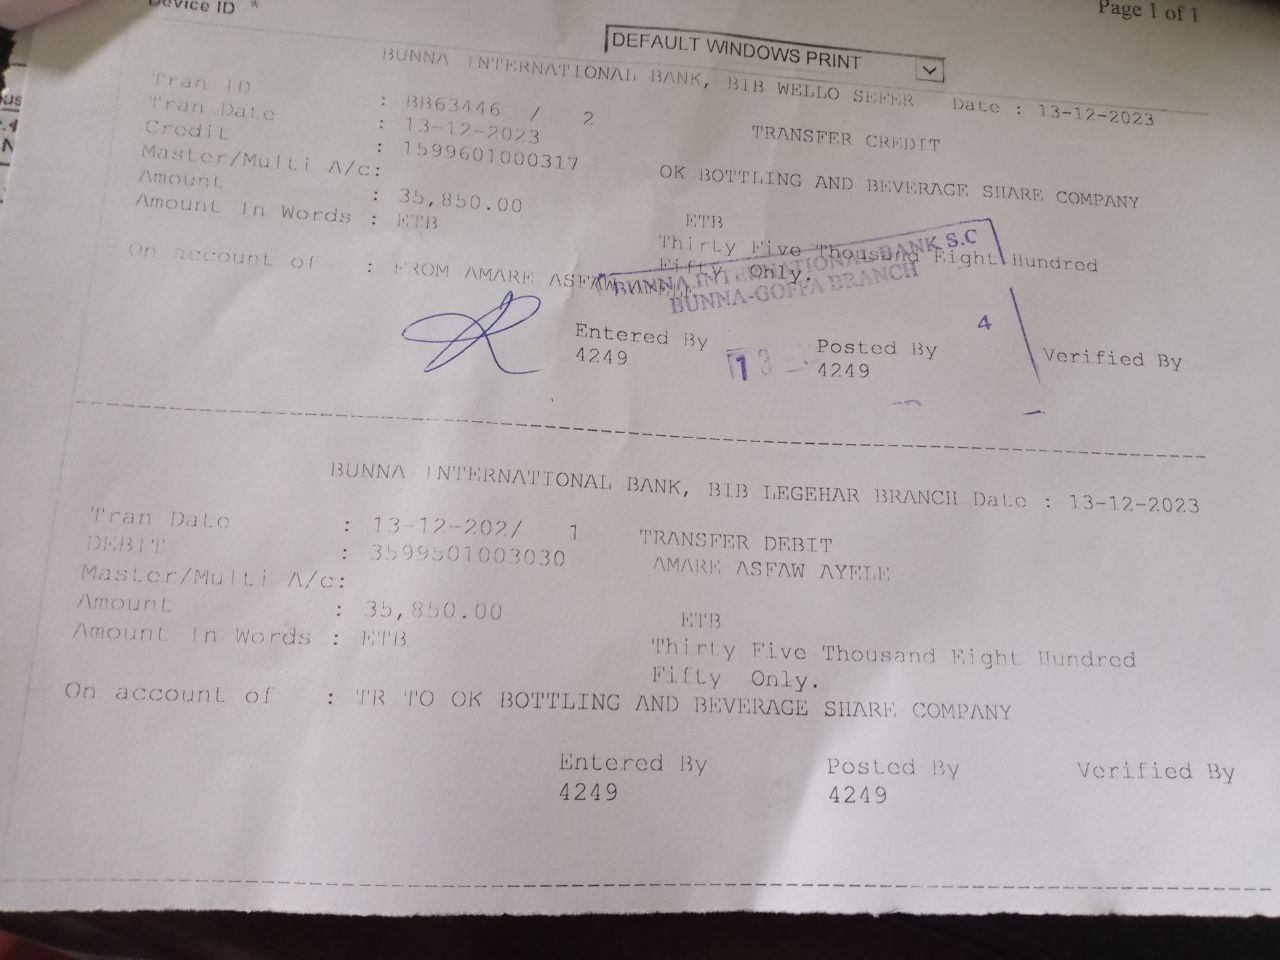 Device ID *
Page 1 of 1
DEFAULT WINDOWS PRINT
BUNNA INTERNATIONAL BANK, BIB WELLO SEFER Date : 13-12-2023
Tran ID : BB63446 / 2
Tran Date : 13-12-2023 TRANSFER CREDIT
Credit : 1599601000317
Master/Multi A/c: OK BOTTLING AND BEVERAGE SHARE COMPANY
Amount : 35,850.00 ETB
Amount In Words : ETB Thirty Five Thousand Eight Hundred
Fifty Only.
On account of : FROM AMARE ASFAW AYELE
BUNNA INTERNATIONAL BANK S.C
BUNNA-GOFFA BRANCH
4
13
Entered By Posted By Verified By
4249 4249
BUNNA INTERNATIONAL BANK, BIB LEGEHAR BRANCH Date : 13-12-2023
Tran Date : 13-12-202/ 1 TRANSFER DEBIT
DEBIT : 3599501003030 AMARE ASFAW AYELE
Master/Multi A/c:
Amount : 35,850.00 ETB
Amount In Words : ETB Thirty Five Thousand Eight Hundred
Fifty Only.
On account of : TR TO OK BOTTLING AND BEVERAGE SHARE COMPANY
Entered By Posted By Verified By
4249 4249